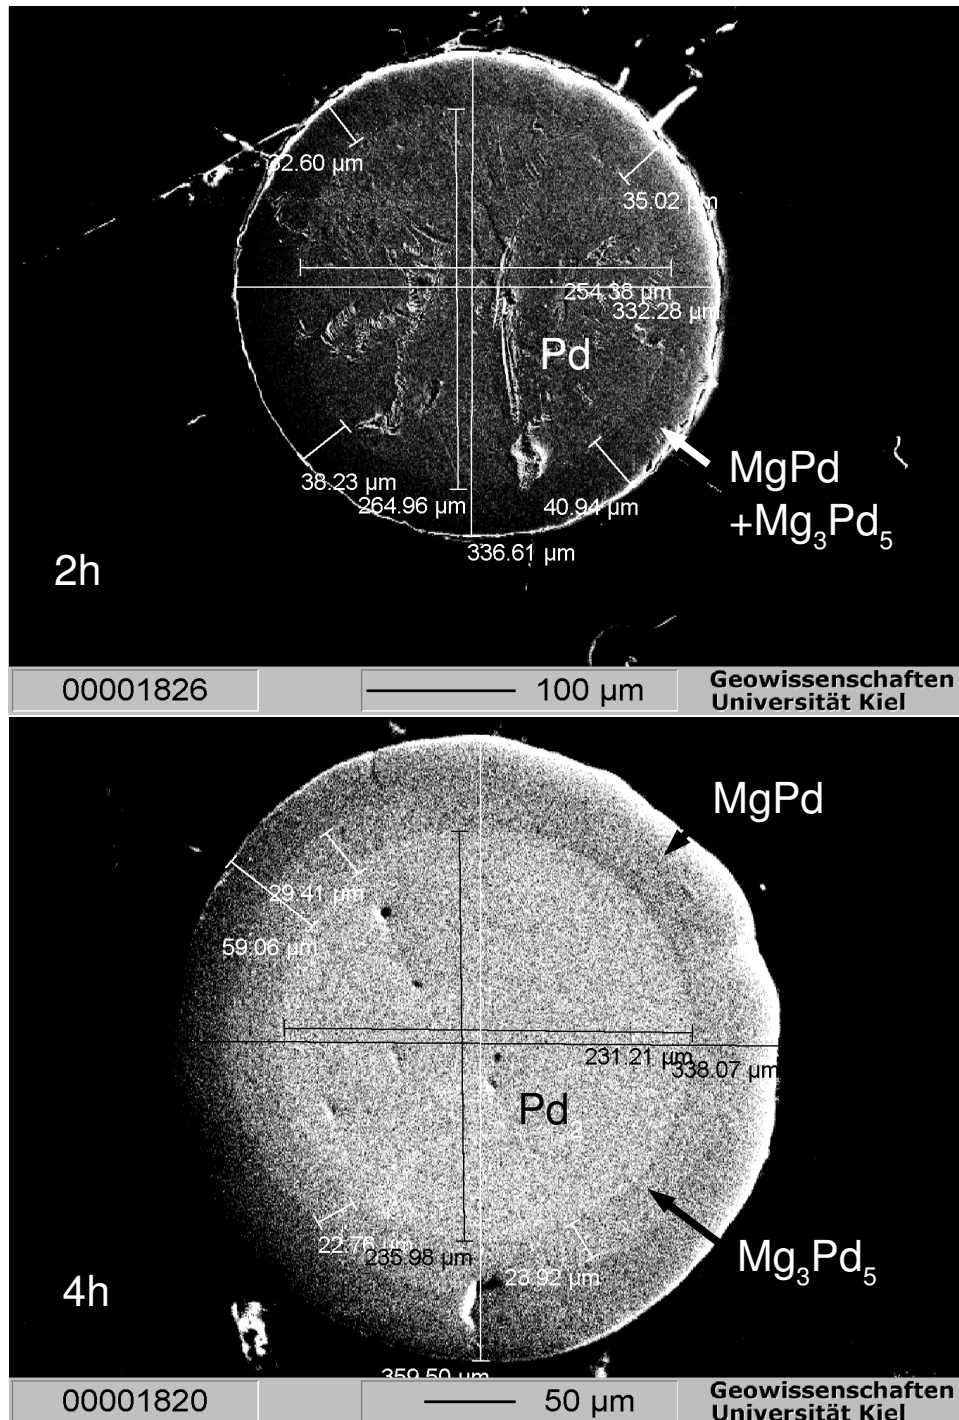 32.60 µm
35.02 µm
254.38 µm
332.28 µm
Pd
38.23 µm
264.96 µm
40.94 µm
336.61 µm
MgPd
+Mg₃Pd₅
2h
00001826
100 µm
Geowissenschaften
Universität Kiel
MgPd
29.41 µm
59.06 µm
231.21 µm
338.07 µm
Pd
22.76 µm
235.98 µm
23.92 µm
Mg₃Pd₅
4h
359.50 µm
00001820
50 µm
Geowissenschaften
Universität Kiel